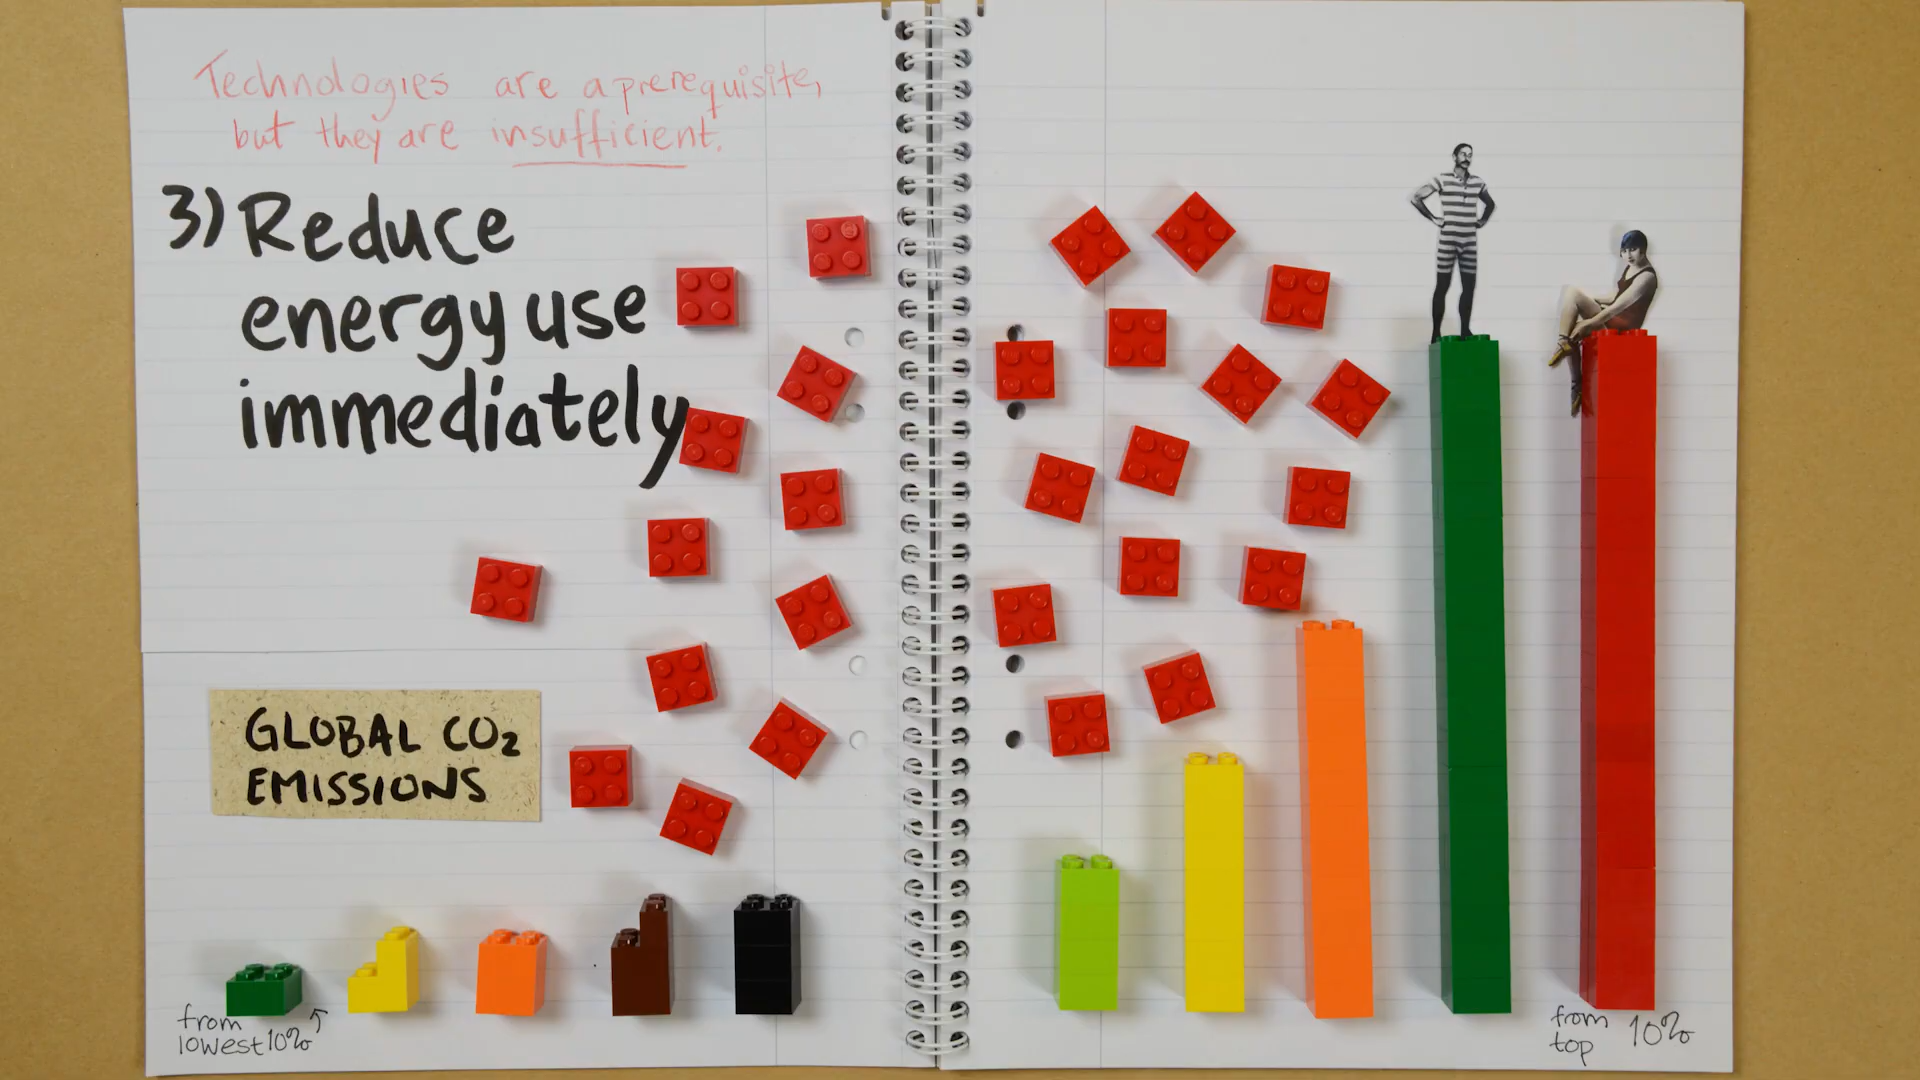 Technologies are a prerequisite,
but they are insufficient.
3) Reduce
energy use
immediately
GLOBAL CO₂
EMISSIONS
from
lowest 10%
from
top 10%